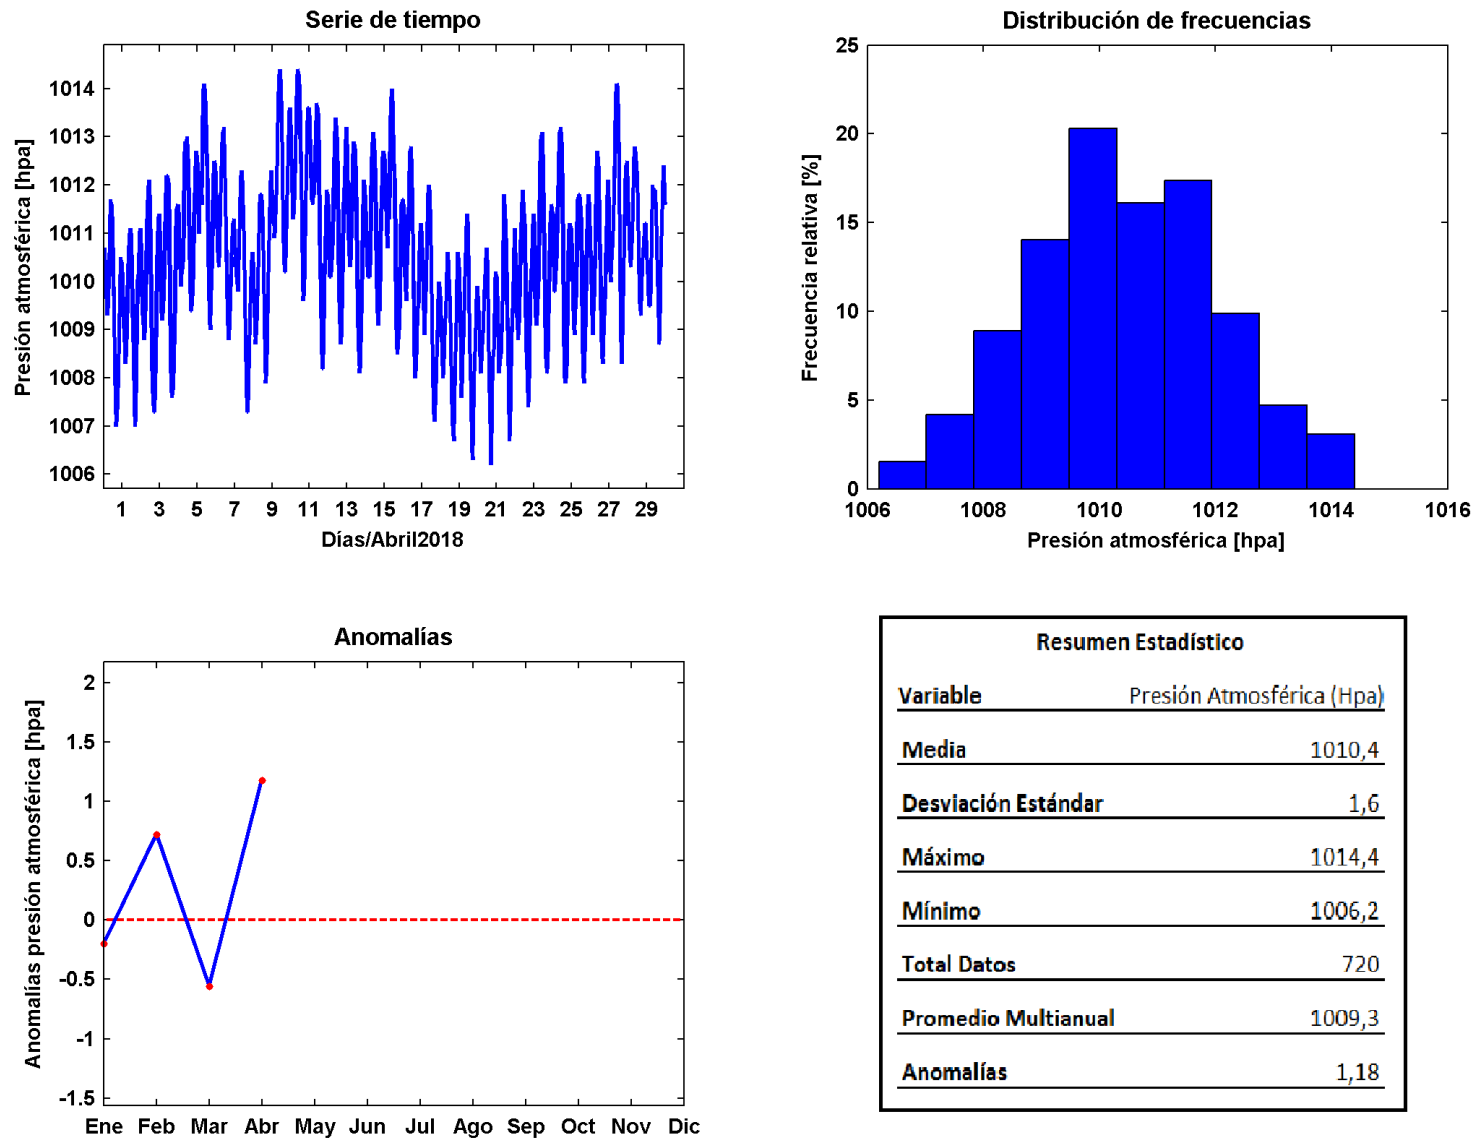 Serie de tiempo
Presión atmosférica [hpa]
1014
1013
1012
1011
1010
1009
1008
1007
1006
1 3 5 7 9 11 13 15 17 19 21 23 25 27 29
Días/Abril2018
Distribución de frecuencias
Frecuencia relativa [%]
25
20
15
10
5
0
1006 1008 1010 1012 1014 1016
Presión atmosférica [hpa]
Anomalías
Anomalías presión atmosférica [hpa]
2
1.5
1
0.5
0
-0.5
-1
-1.5
Ene Feb Mar Abr May Jun Jul Ago Sep Oct Nov Dic
Resumen Estadístico
Variable Presión Atmosférica (Hpa)
Media 1010,4
Desviación Estándar 1,6
Máximo 1014,4
Mínimo 1006,2
Total Datos 720
Promedio Multianual 1009,3
Anomalías 1,18